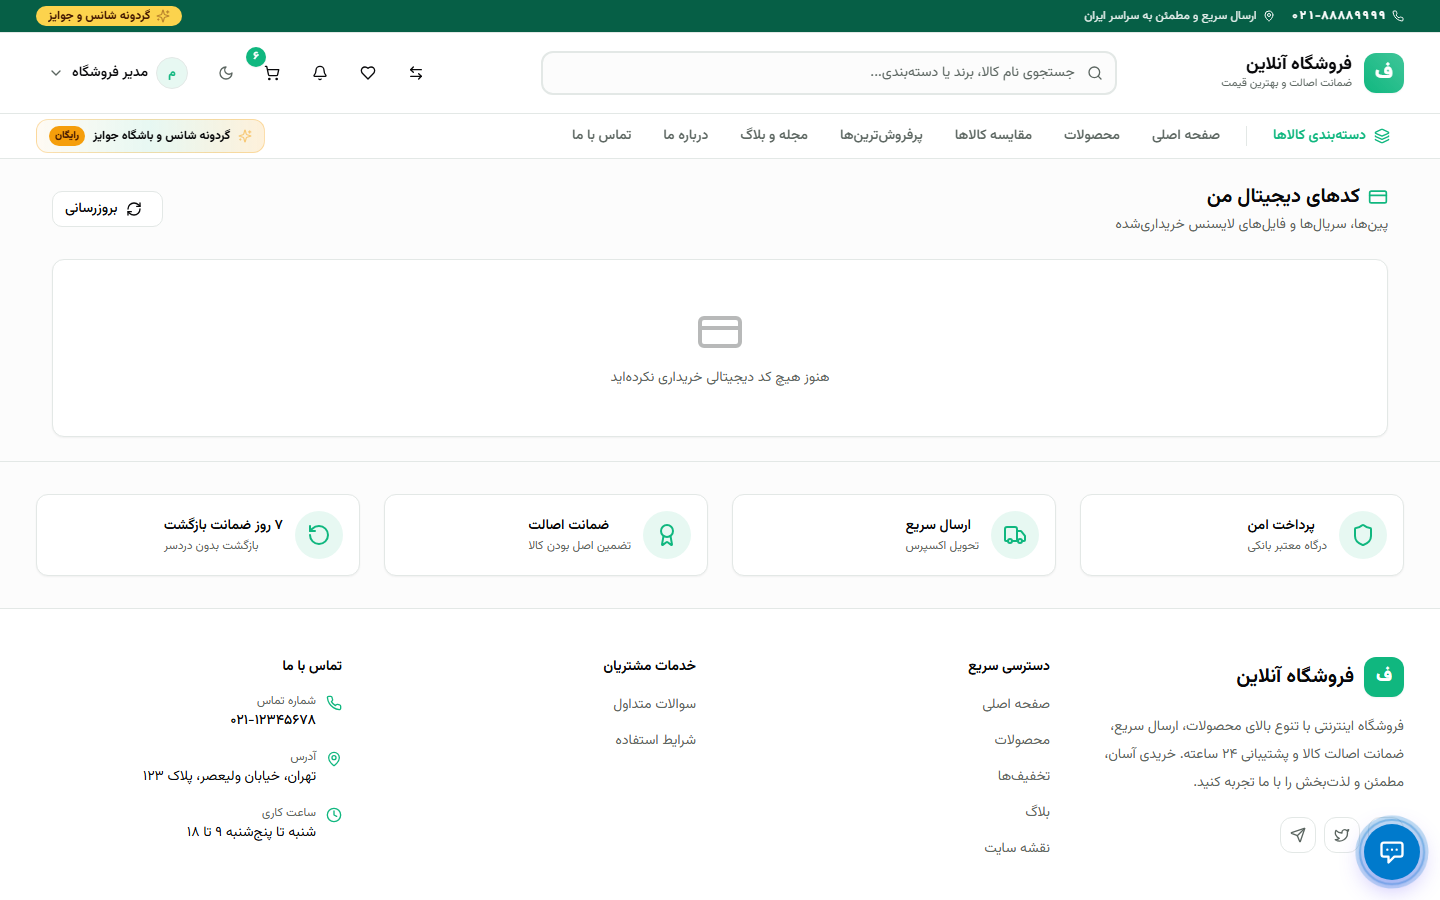 ۰۲۱-۸۸۸۸۹۹۹۹
ارسال سریع و مطمئن به سراسر ایران
گردونه شانس و جوایز
ف
فروشگاه آنلاین
ضمانت اصالت و بهترین قیمت
جستجوی نام کالا، برند یا دسته‌بندی...
۶
م
مدیر فروشگاه
دسته‌بندی کالاها
صفحه اصلی
محصولات
مقایسه کالاها
پرفروش‌ترین‌ها
مجله و بلاگ
درباره ما
تماس با ما
گردونه شانس و باشگاه جوایز
رایگان
کدهای دیجیتال من
پین‌ها، سریال‌ها و فایل‌های لایسنس خریداری‌شده
بروزرسانی
هنوز هیچ کد دیجیتالی خریداری نکرده‌اید
پرداخت امن
درگاه معتبر بانکی
ارسال سریع
تحویل اکسپرس
ضمانت اصالت
تضمین اصل بودن کالا
۷ روز ضمانت بازگشت
بازگشت بدون دردسر
ف
فروشگاه آنلاین
فروشگاه اینترنتی با تنوع بالای محصولات، ارسال سریع،
ضمانت اصالت کالا و پشتیبانی ۲۴ ساعته. خریدی آسان،
مطمئن و لذت‌بخش را با ما تجربه کنید.
دسترسی سریع
صفحه اصلی
محصولات
تخفیف‌ها
بلاگ
نقشه سایت
خدمات مشتریان
سوالات متداول
شرایط استفاده
تماس با ما
شماره تماس
۰۲۱-۱۲۳۴۵۶۷۸
آدرس
تهران، خیابان ولیعصر، پلاک ۱۲۳
ساعت کاری
شنبه تا پنج‌شنبه ۹ تا ۱۸